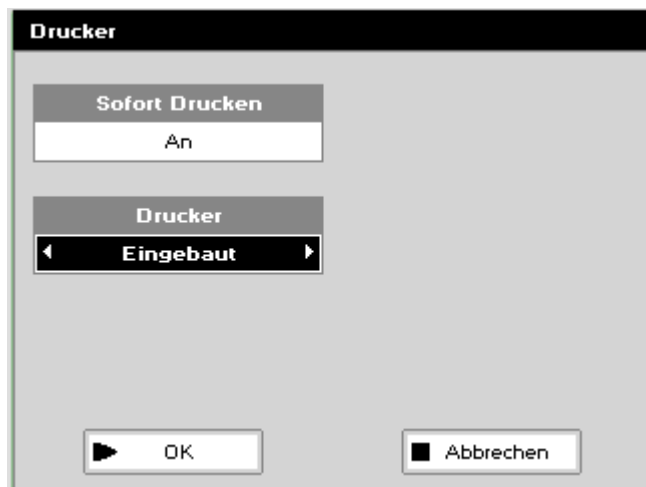 Drucker
Sofort Drucken
An
Drucker
Eingebaut
OK
Abbrechen